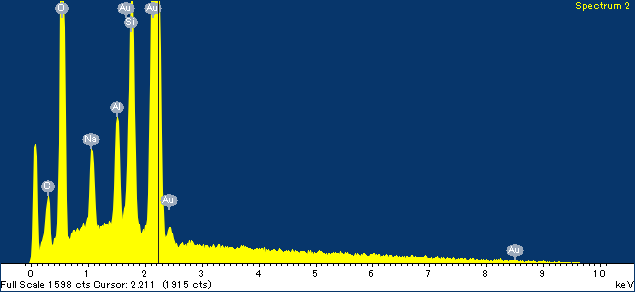 Spectrum 2
O Au Au
Si
Al
Na
C
Au
Au
0 1 2 3 4 5 6 7 8 9 10
Full Scale 1598 cts Cursor: 2.211 (1915 cts) keV